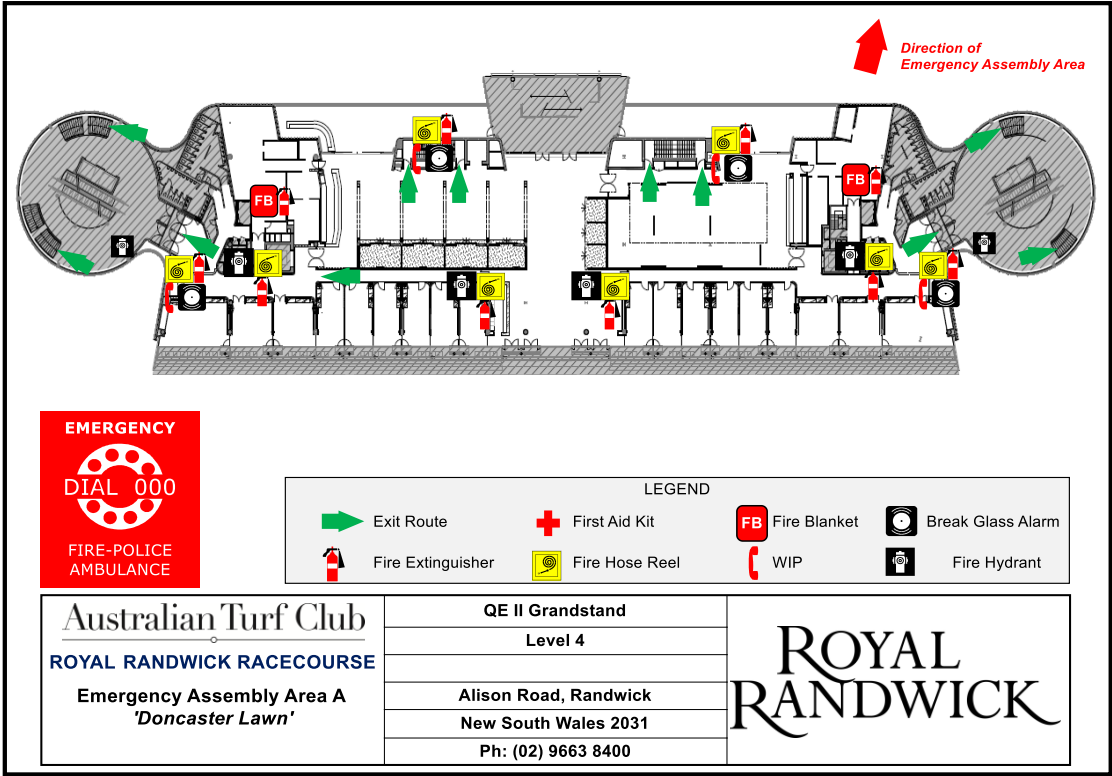 Direction of
Emergency Assembly Area
FB
FB
EMERGENCY
DIAL 000
FIRE-POLICE
AMBULANCE
LEGEND
Exit Route
First Aid Kit
FB
Fire Blanket
Break Glass Alarm
Fire Extinguisher
Fire Hose Reel
WIP
Fire Hydrant
Australian Turf Club
ROYAL RANDWICK RACECOURSE
Emergency Assembly Area A
'Doncaster Lawn'
QE II Grandstand
Level 4
Alison Road, Randwick
New South Wales 2031
Ph: (02) 9663 8400
ROYAL
RANDWICK